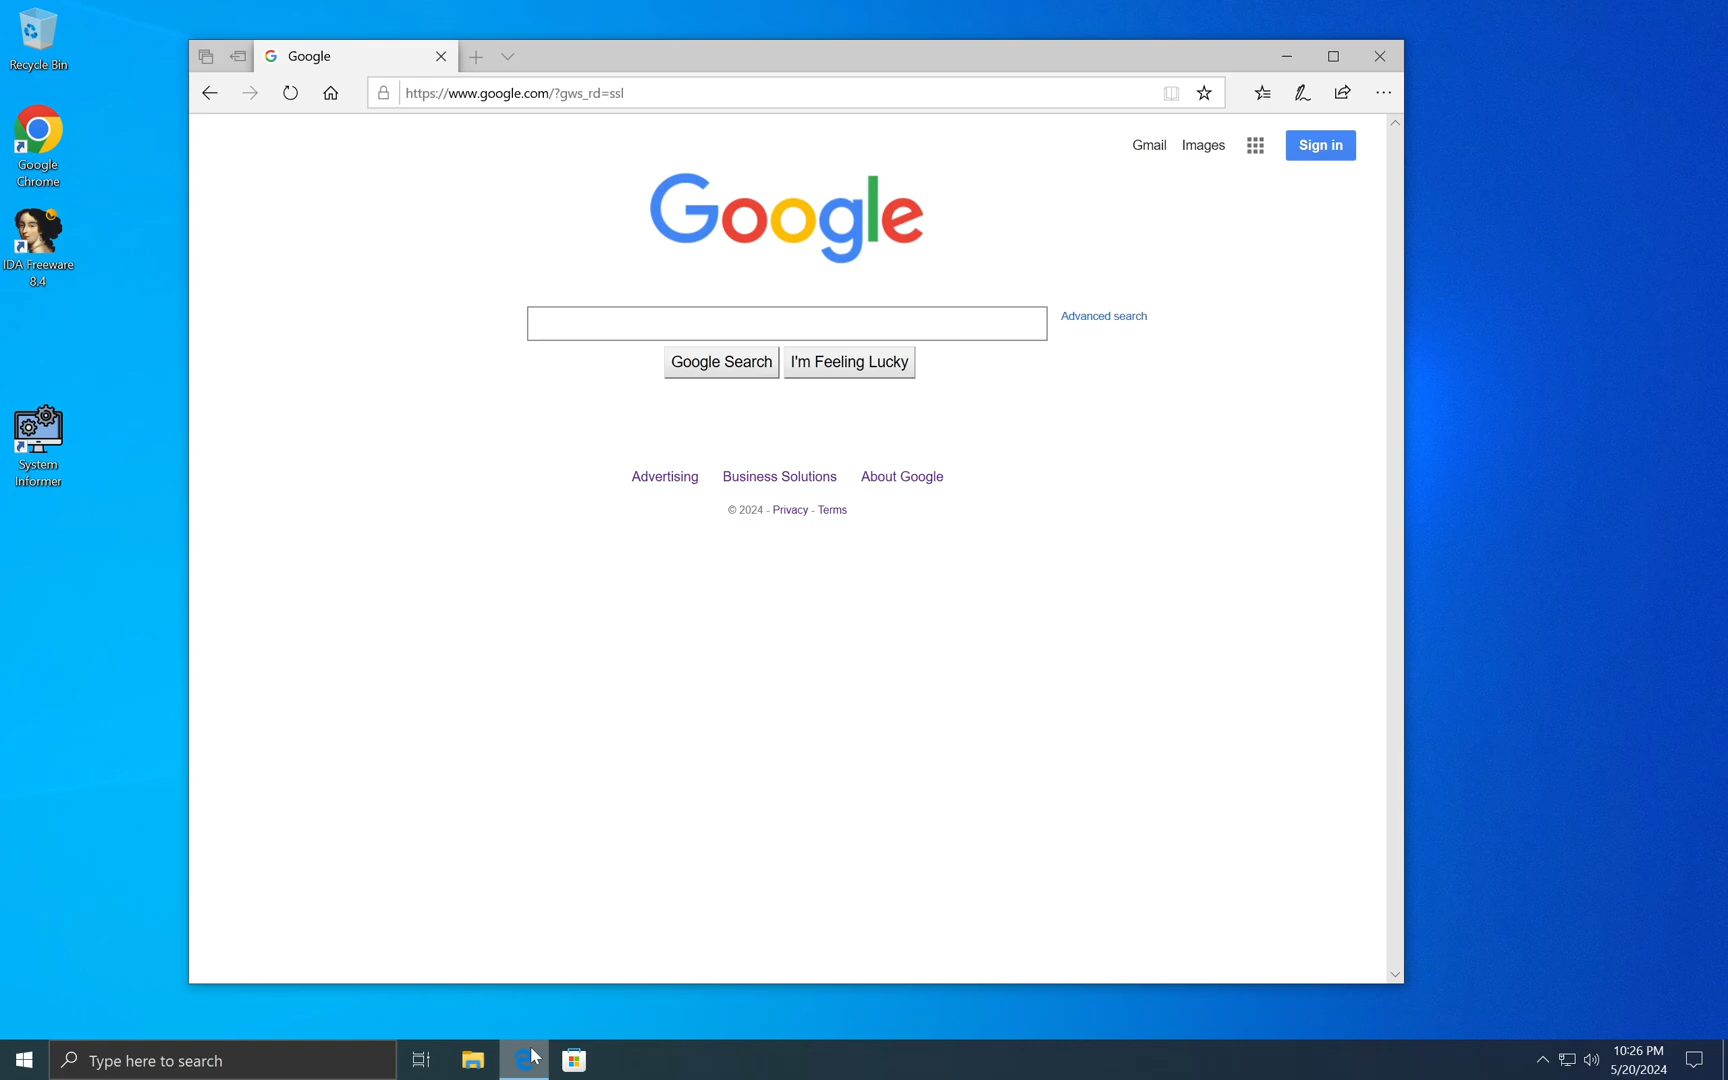 Recycle Bin
Google
Chrome
IDA Freeware
8.4
System
Informer
Google
https://www.google.com/?gws_rd=ssl
Gmail Images Sign in
Google
Advanced search
Google Search I'm Feeling Lucky
Advertising Business Solutions About Google
© 2024 - Privacy - Terms
Type here to search
10:26 PM
5/20/2024